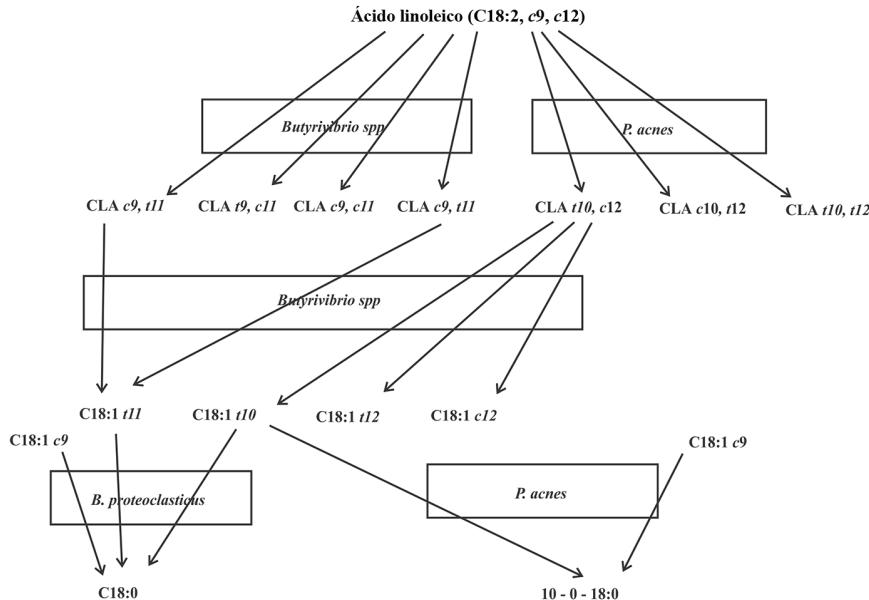 Ácido linoleico (C18:2, c9, c12)
Butyrivibrio spp
P. acnes
CLA c9, t11
CLA t9, c11
CLA c9, c11
CLA c9, t11
CLA t10, c12
CLA c10, t12
CLA t10, t12
Butyrivibrio spp
C18:1 t11
C18:1 t10
C18:1 t12
C18:1 c12
C18:1 c9
C18:1 c9
B. proteoclasticus
P. acnes
C18:0
10 - 0 - 18:0